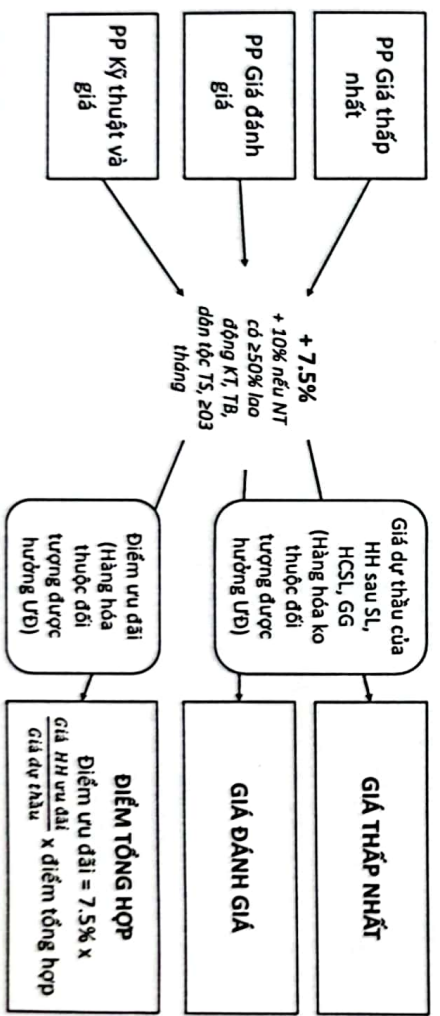 PP Giá thấp
nhất
PP Giá đánh
giá
PP Kỹ thuật và
giá
+ 7.5%
+ 10% nếu NT
có ≥50% lao
động KT, TB,
dân tộc TS, ≥03
tháng
Giá dự thầu của
HH sau SL,
HCSL, GG
(Hàng hóa ko
thuộc đối
tượng được
hưởng UĐ)
Điểm ưu đãi
(Hàng hóa
thuộc đối
tượng được
hưởng UĐ)
GIÁ THẤP NHẤT
GIÁ ĐÁNH GIÁ
ĐIỂM TỔNG HỢP
Điểm ưu đãi = 7.5% x
Giá HH ưu đãi
Giá dự thầu
x điểm tổng hợp